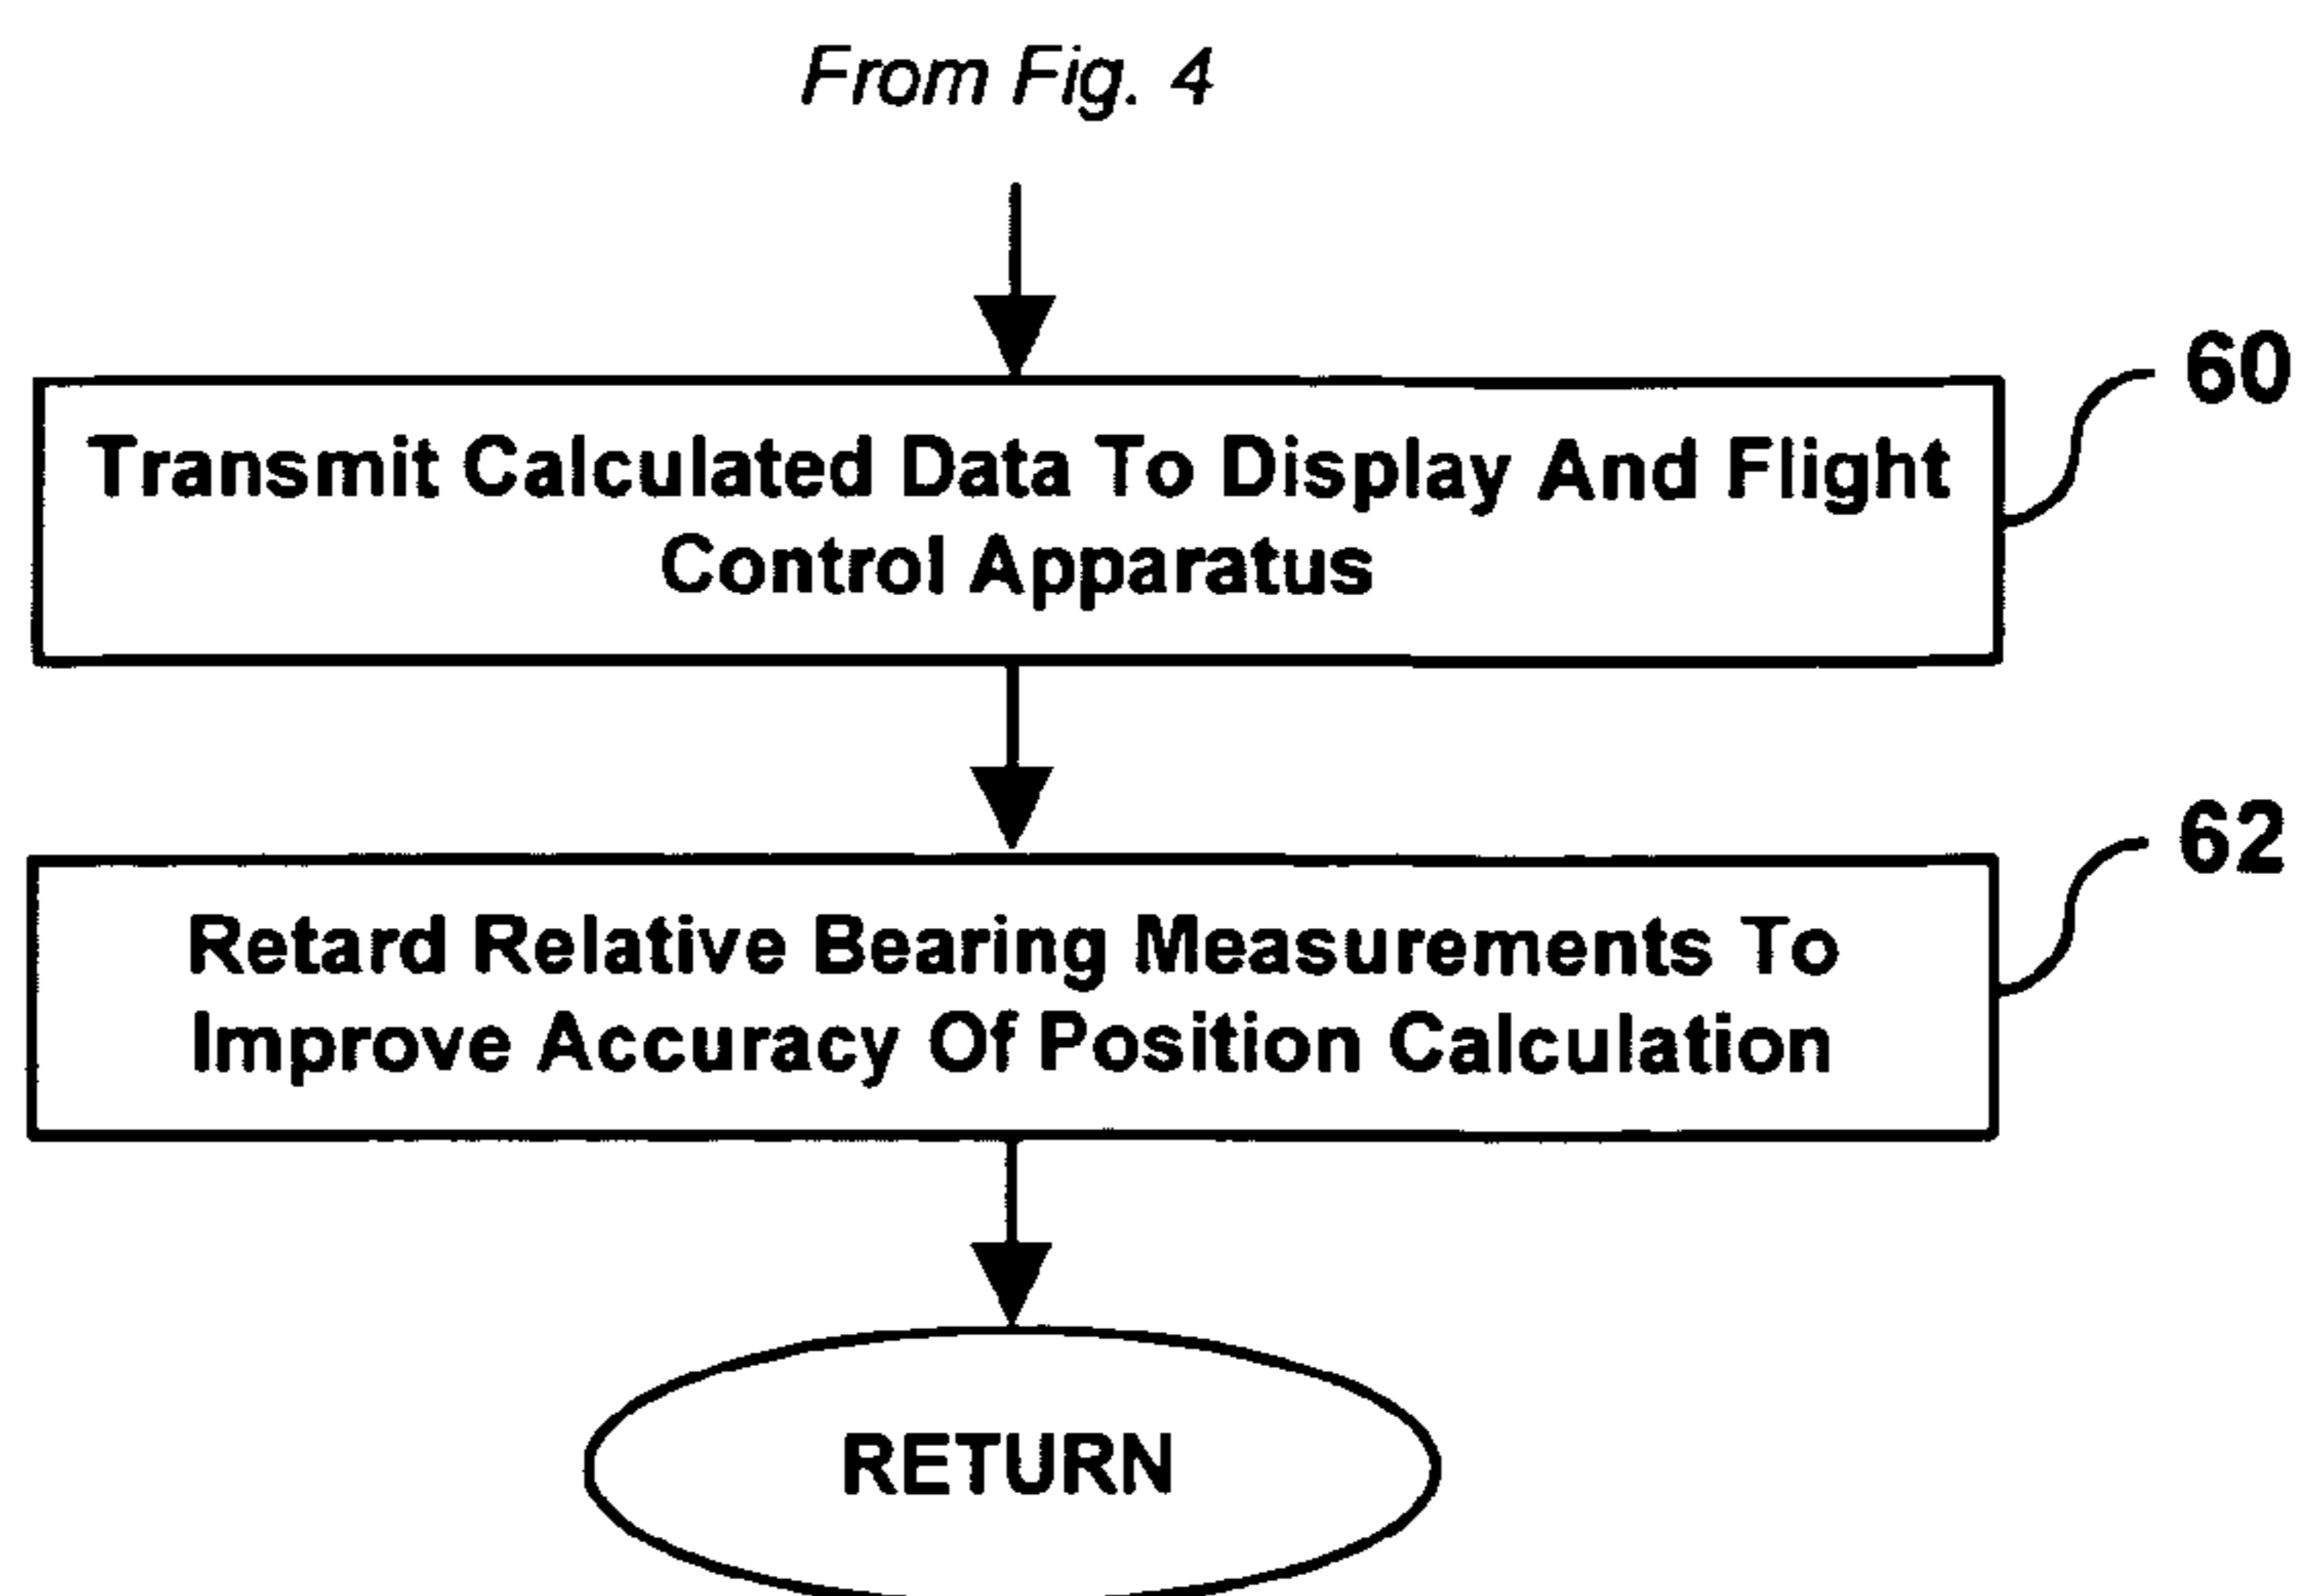 From Fig. 4
60
Transmit Calculated Data To Display And Flight
Control Apparatus
62
Retard Relative Bearing Measurements To
Improve Accuracy Of Position Calculation
RETURN